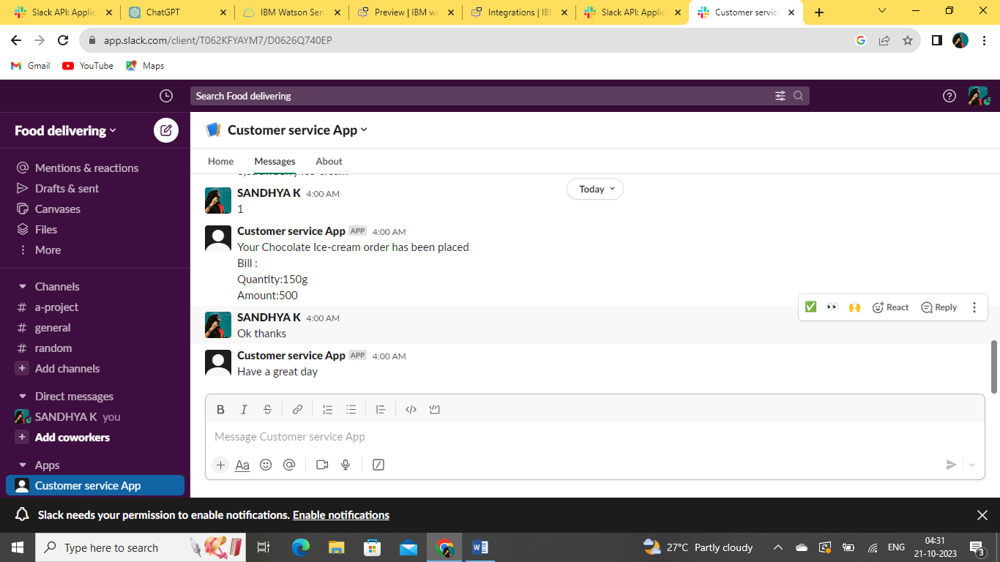 Slack API: Applic
ChatGPT
IBM Watson Ser
Preview | IBM wa
Integrations | IB
Slack API: Applic
Customer servic
app.slack.com/client/T062KFYAYM7/D0626Q740EP
Gmail
YouTube
Maps
Search Food delivering
Food delivering
Customer service App
Home
Messages
About
Mentions & reactions
Drafts & sent
Canvases
Files
More
Channels
# a-project
# general
# random
+ Add channels
Direct messages
SANDHYA K you
+ Add coworkers
Apps
Customer service App
Today
SANDHYA K 4:00 AM
1
Customer service App APP 4:00 AM
Your Chocolate Ice-cream order has been placed
Bill :
Quantity:150g
Amount:500
React
Reply
SANDHYA K 4:00 AM
Ok thanks
Customer service App APP 4:00 AM
Have a great day
Message Customer service App
Aa
Slack needs your permission to enable notifications. Enable notifications
Type here to search
27°C Partly cloudy
ENG
04:31
21-10-2023
3